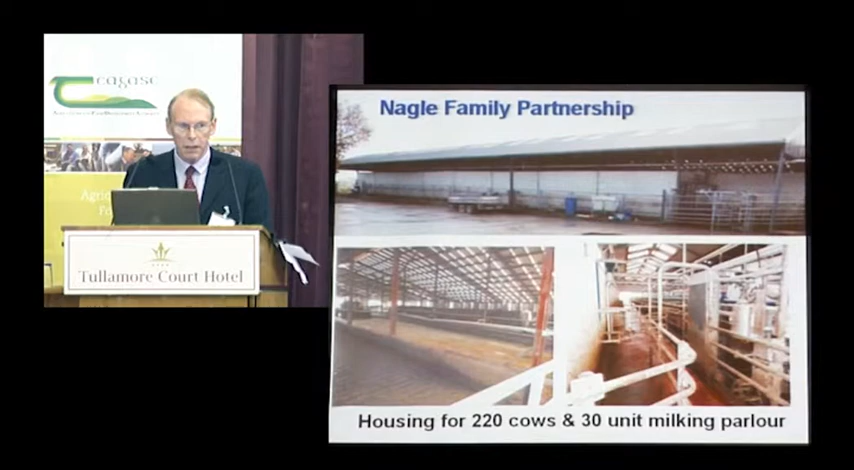 teagasc
Tullamore Court Hotel
Nagle Family Partnership
Housing for 220 cows & 30 unit milking parlour